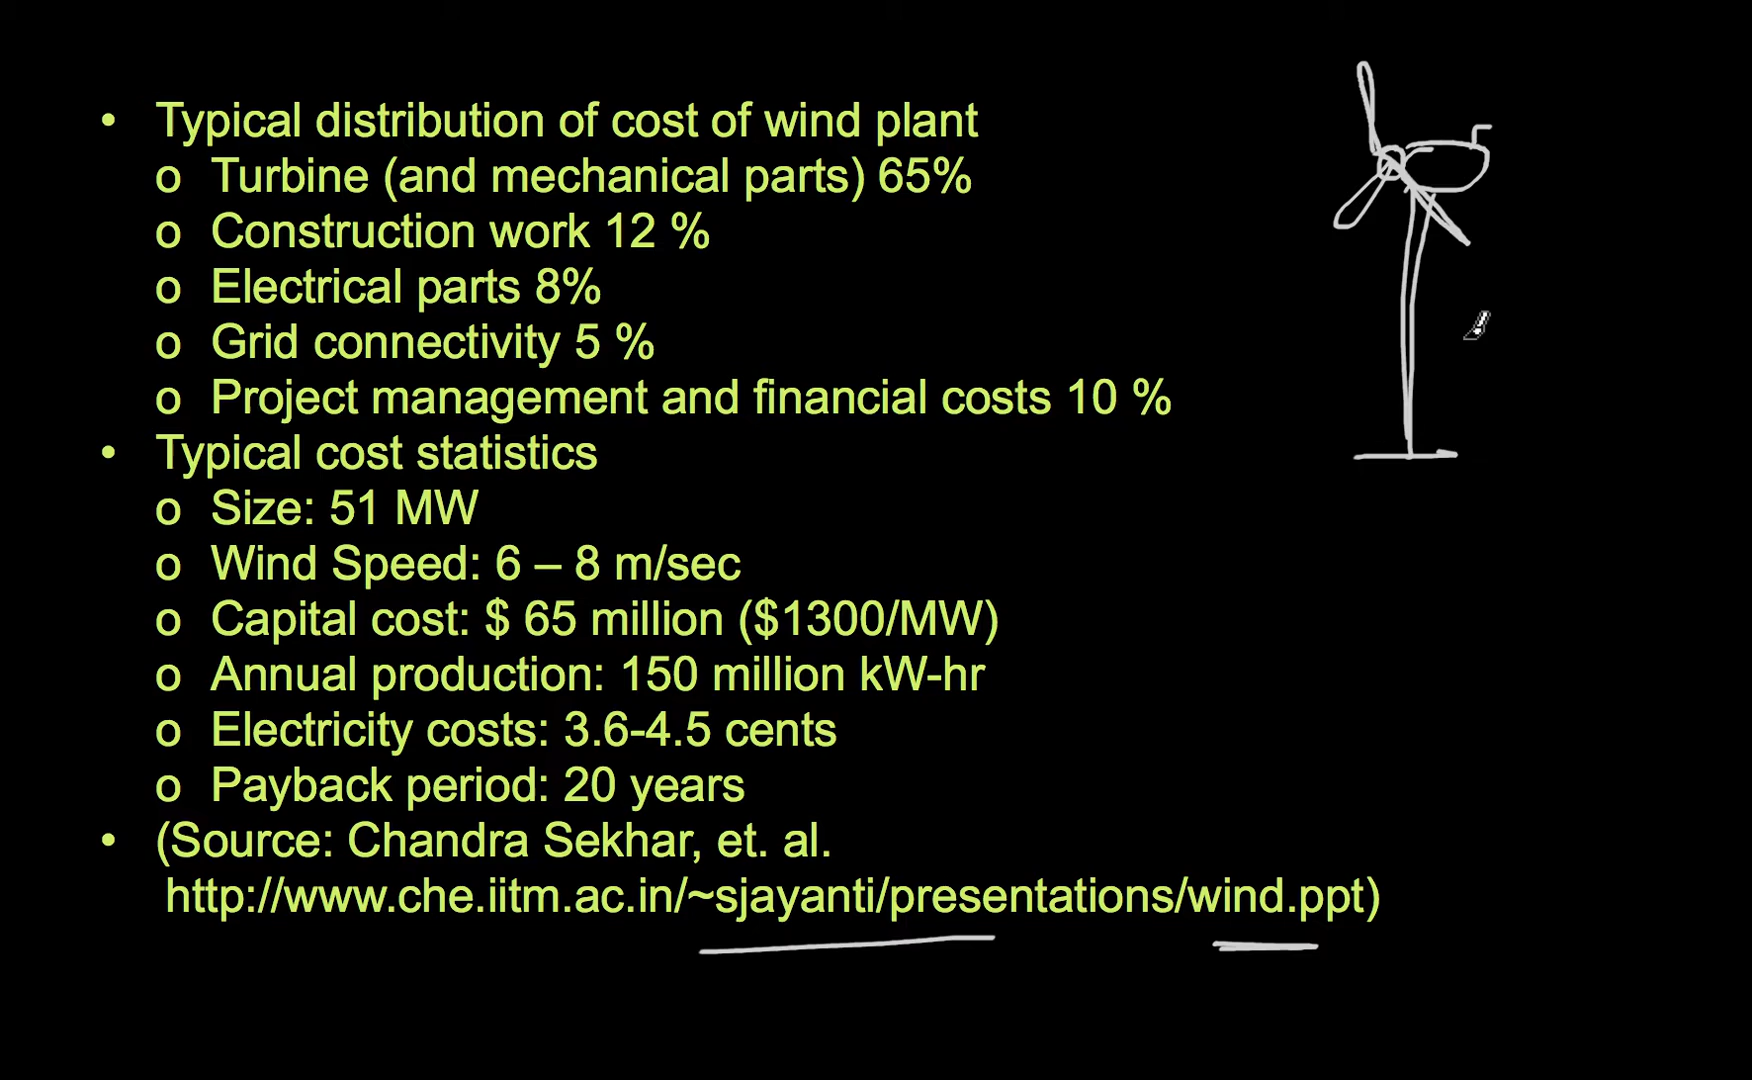 • Typical distribution of cost of wind plant
o Turbine (and mechanical parts) 65%
o Construction work 12 %
o Electrical parts 8%
o Grid connectivity 5 %
o Project management and financial costs 10 %
• Typical cost statistics
o Size: 51 MW
o Wind Speed: 6 – 8 m/sec
o Capital cost: $ 65 million ($1300/MW)
o Annual production: 150 million kW-hr
o Electricity costs: 3.6-4.5 cents
o Payback period: 20 years
• (Source: Chandra Sekhar, et. al.
http://www.che.iitm.ac.in/~sjayanti/presentations/wind.ppt)